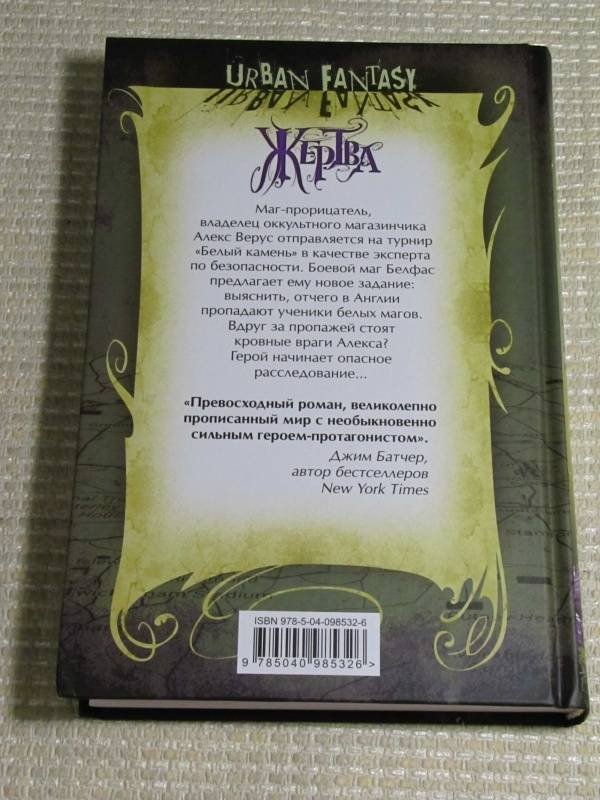 URBAN FANTASY
ЖЕРТВА
Маг-прорицатель,
владелец оккультного магазинчика
Алекс Верус отправляется на турнир
«Белый камень» в качестве эксперта
по безопасности. Боевой маг Белфас
предлагает ему новое задание:
выяснить, отчего в Англии
пропадают ученики белых магов.
Вдруг за пропажей стоят
кровные враги Алекса?
Герой начинает опасное
расследование...
«Превосходный роман, великолепно
прописанный мир с необыкновенно
сильным героем-протагонистом».
Джим Батчер,
автор бестселлеров
New York Times
ISBN 978-5-04-098532-6
9 785040 985326 >